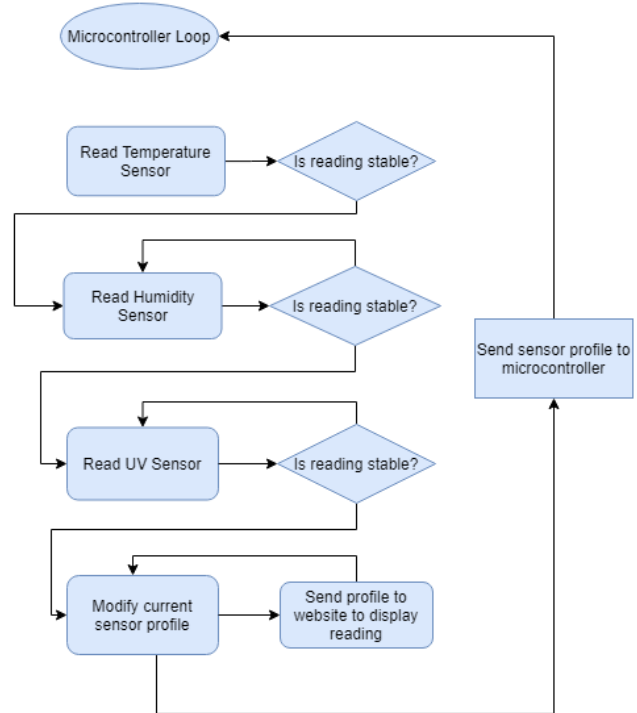 Microcontroller Loop
Read Temperature
Sensor
Is reading stable?
Read Humidity
Sensor
Is reading stable?
Send sensor profile to
microcontroller
Read UV Sensor
Is reading stable?
Modify current
sensor profile
Send profile to
website to display
reading